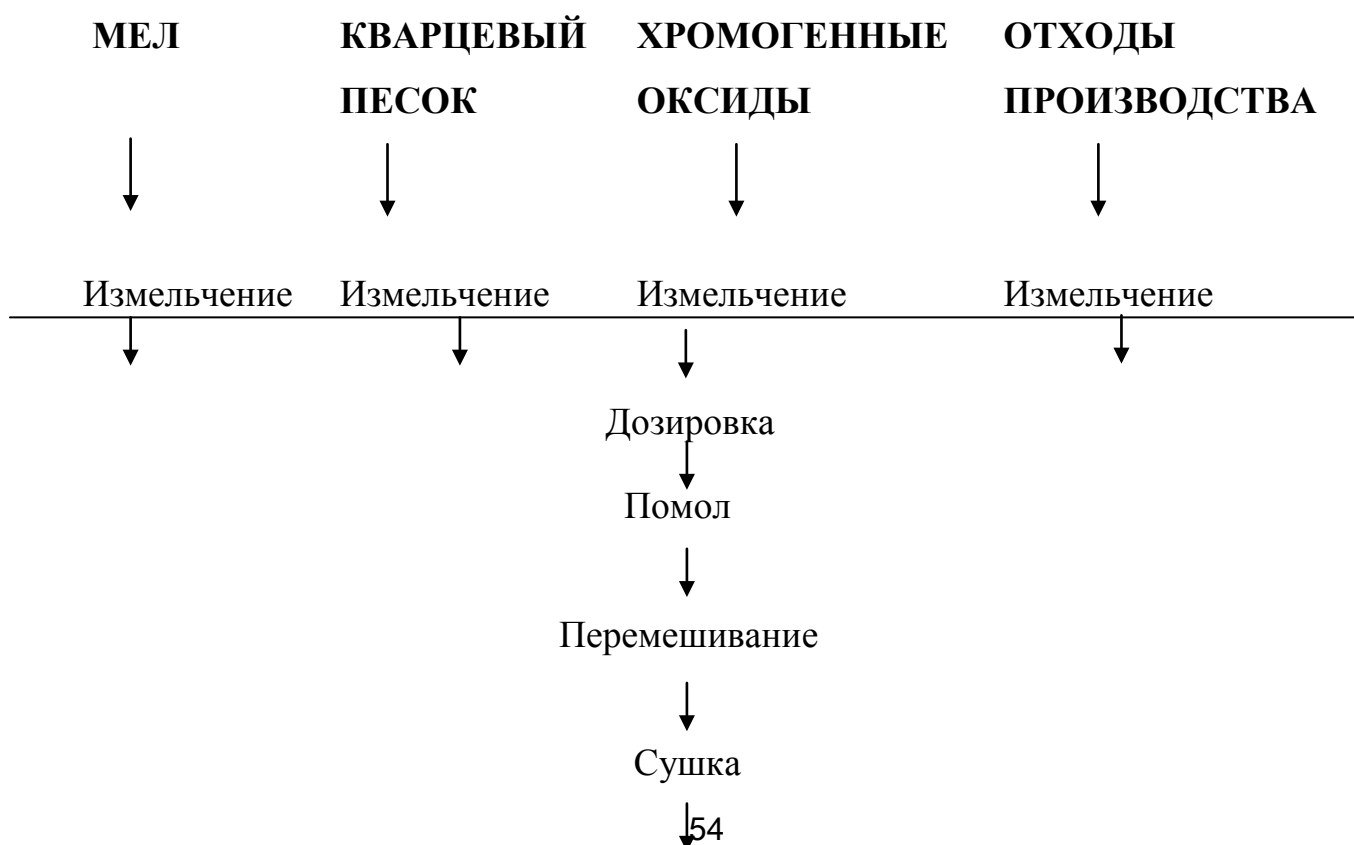 МЕЛ КВАРЦЕВЫЙ ХРОМОГЕННЫЕ ОТХОДЫ
ПЕСОК ОКСИДЫ ПРОИЗВОДСТВА
Измельчение Измельчение Измельчение Измельчение
Дозировка
Помол
Перемешивание
Сушка
54